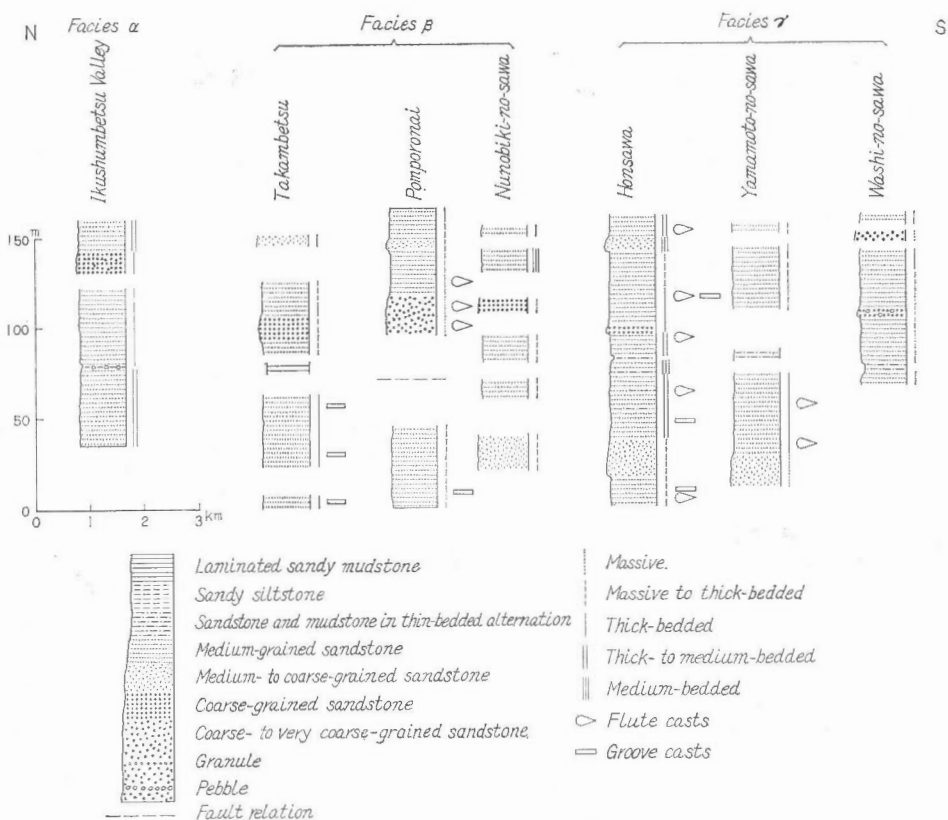 N
Facies α
Facies β
Facies γ
S
Ikushumbetsu Valley
Takambetsu
Pomporonai
Nunobiki-no-sawa
Honsawa
Yamamoto-no-sawa
Washi-no-sawa
150 m
100
50
0
0 1 2 3 km
Laminated sandy mudstone
Sandy siltstone
Sandstone and mudstone in thin-bedded alternation
Medium-grained sandstone
Medium- to coarse-grained sandstone
Coarse-grained sandstone
Coarse- to very coarse-grained sandstone.
Granule
Pebble
Fault relation
Massive.
Massive to thick-bedded
Thick-bedded
Thick- to medium-bedded
Medium-bedded
Flute casts
Groove casts